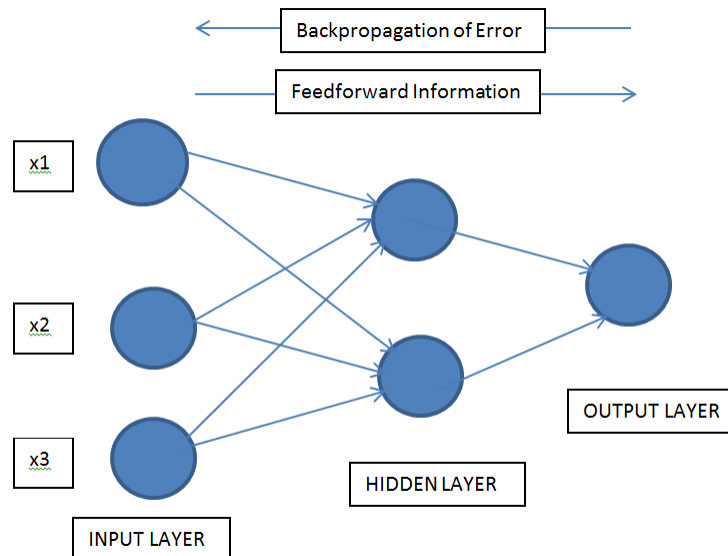 Backpropagation of Error
Feedforward Information
x1
x2
x3
OUTPUT LAYER
HIDDEN LAYER
INPUT LAYER